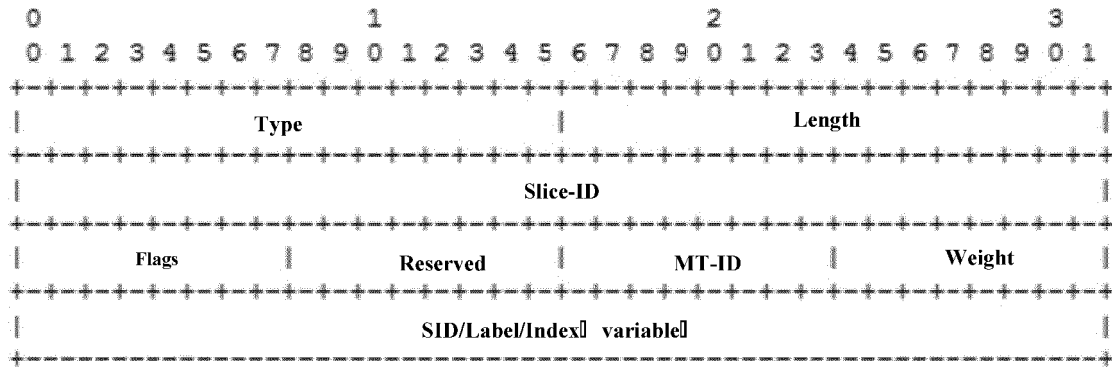 0 1 2 3
0 1 2 3 4 5 6 7 8 9 0 1 2 3 4 5 6 7 8 9 0 1 2 3 4 5 6 7 8 9 0 1
+-+-+-+-+-+-+-+-+-+-+-+-+-+-+-+-+-+-+-+-+-+-+-+-+-+-+-+-+-+-+-+-+
| Type | Length |
+-+-+-+-+-+-+-+-+-+-+-+-+-+-+-+-+-+-+-+-+-+-+-+-+-+-+-+-+-+-+-+-+
| Slice-ID |
+-+-+-+-+-+-+-+-+-+-+-+-+-+-+-+-+-+-+-+-+-+-+-+-+-+-+-+-+-+-+-+-+
| Flags | Reserved | MT-ID | Weight |
+-+-+-+-+-+-+-+-+-+-+-+-+-+-+-+-+-+-+-+-+-+-+-+-+-+-+-+-+-+-+-+-+
| SID/Label/Index▯ variable▯ |
+---------------------------------------------------------------+